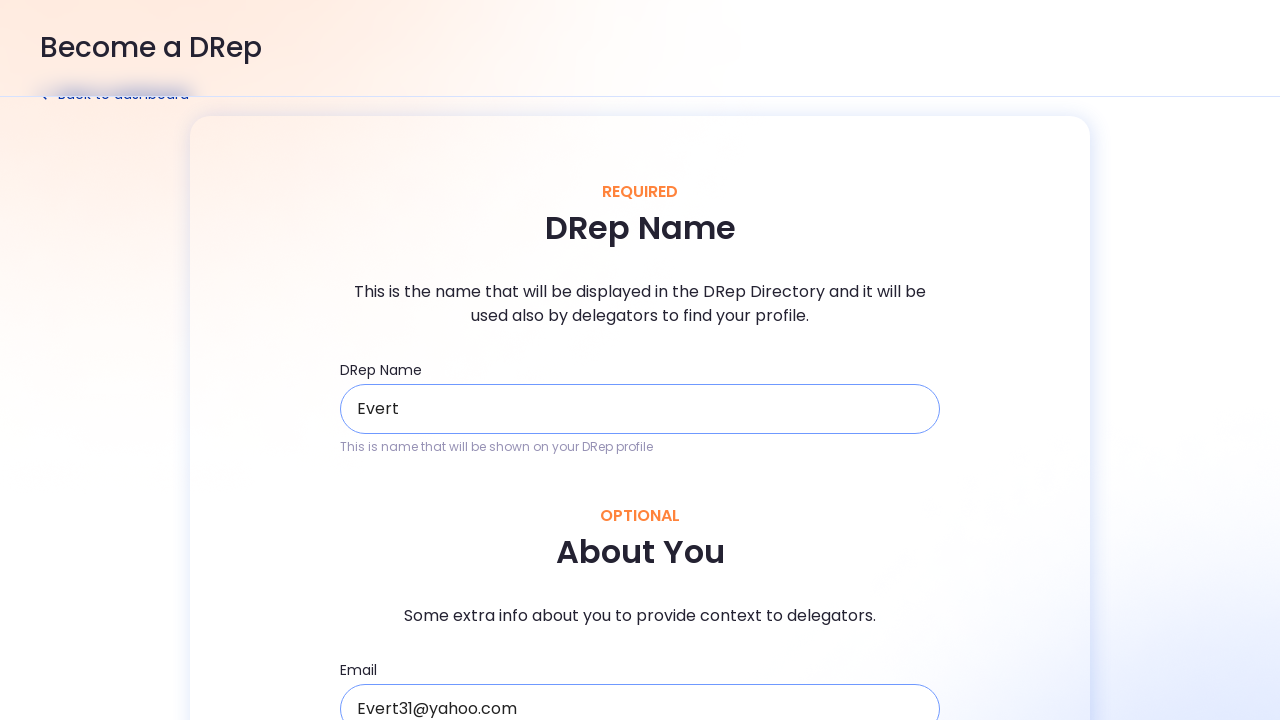 Become a DRep
Back to dashboard
REQUIRED
DRep Name
This is the name that will be displayed in the DRep Directory and it will be
used also by delegators to find your profile.
DRep Name
Evert
This is name that will be shown on your DRep profile
OPTIONAL
About You
Some extra info about you to provide context to delegators.
Email
Evert31@yahoo.com